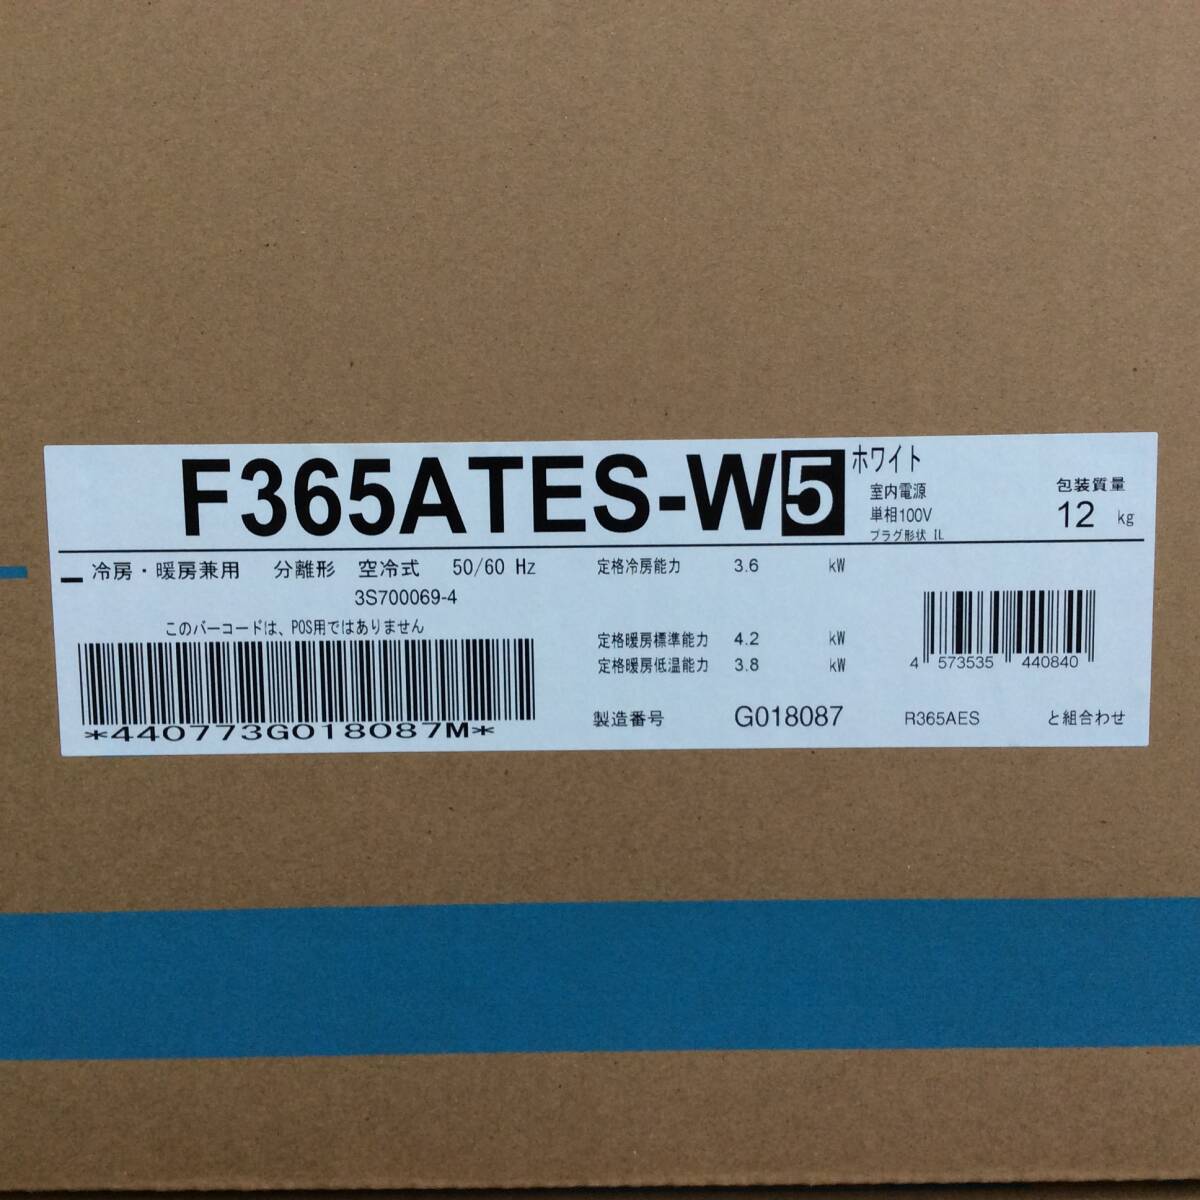 F365ATES-W5
ホワイト
室内電源
単相100V
プラグ形状 IL
包装質量
12 kg
冷房・暖房兼用 分離形 空冷式 50/60 Hz
3S700069-4
このバーコードは、POS用ではありません
*440773G018087M*
定格冷房能力 3.6 kW
定格暖房標準能力 4.2 kW
定格暖房低温能力 3.8 kW
製造番号 G018087
4 573535 440840
R365AES と組合わせ